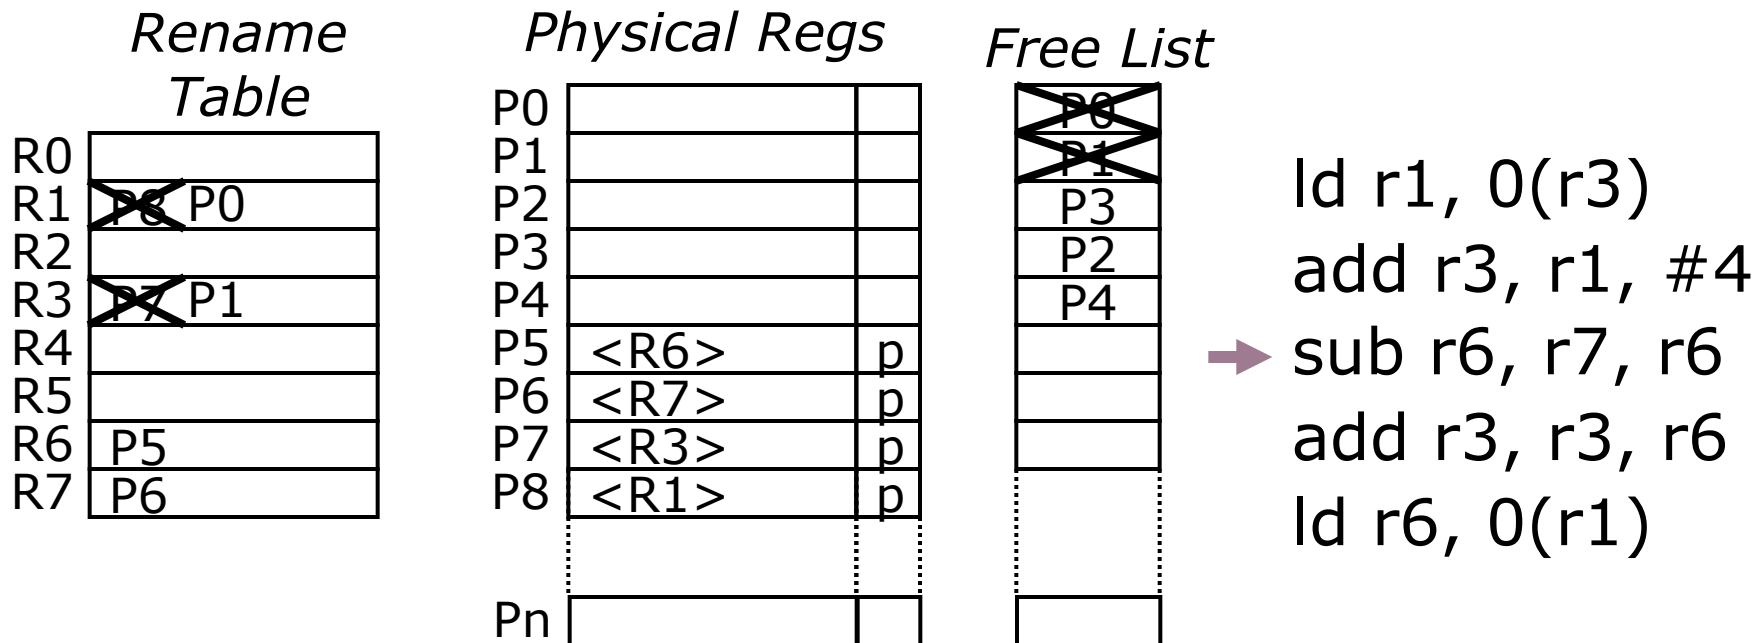 Rename
Table
R0
R1 P8 P0
R2
R3 P7 P1
R4
R5
R6 P5
R7 P6
Physical Regs
P0
P1
P2
P3
P4
P5 <R6> p
P6 <R7> p
P7 <R3> p
P8 <R1> p
Pn
Free List
P0
P1
P3
P2
P4
ld r1, 0(r3)
add r3, r1, #4
sub r6, r7, r6
add r3, r3, r6
ld r6, 0(r1)